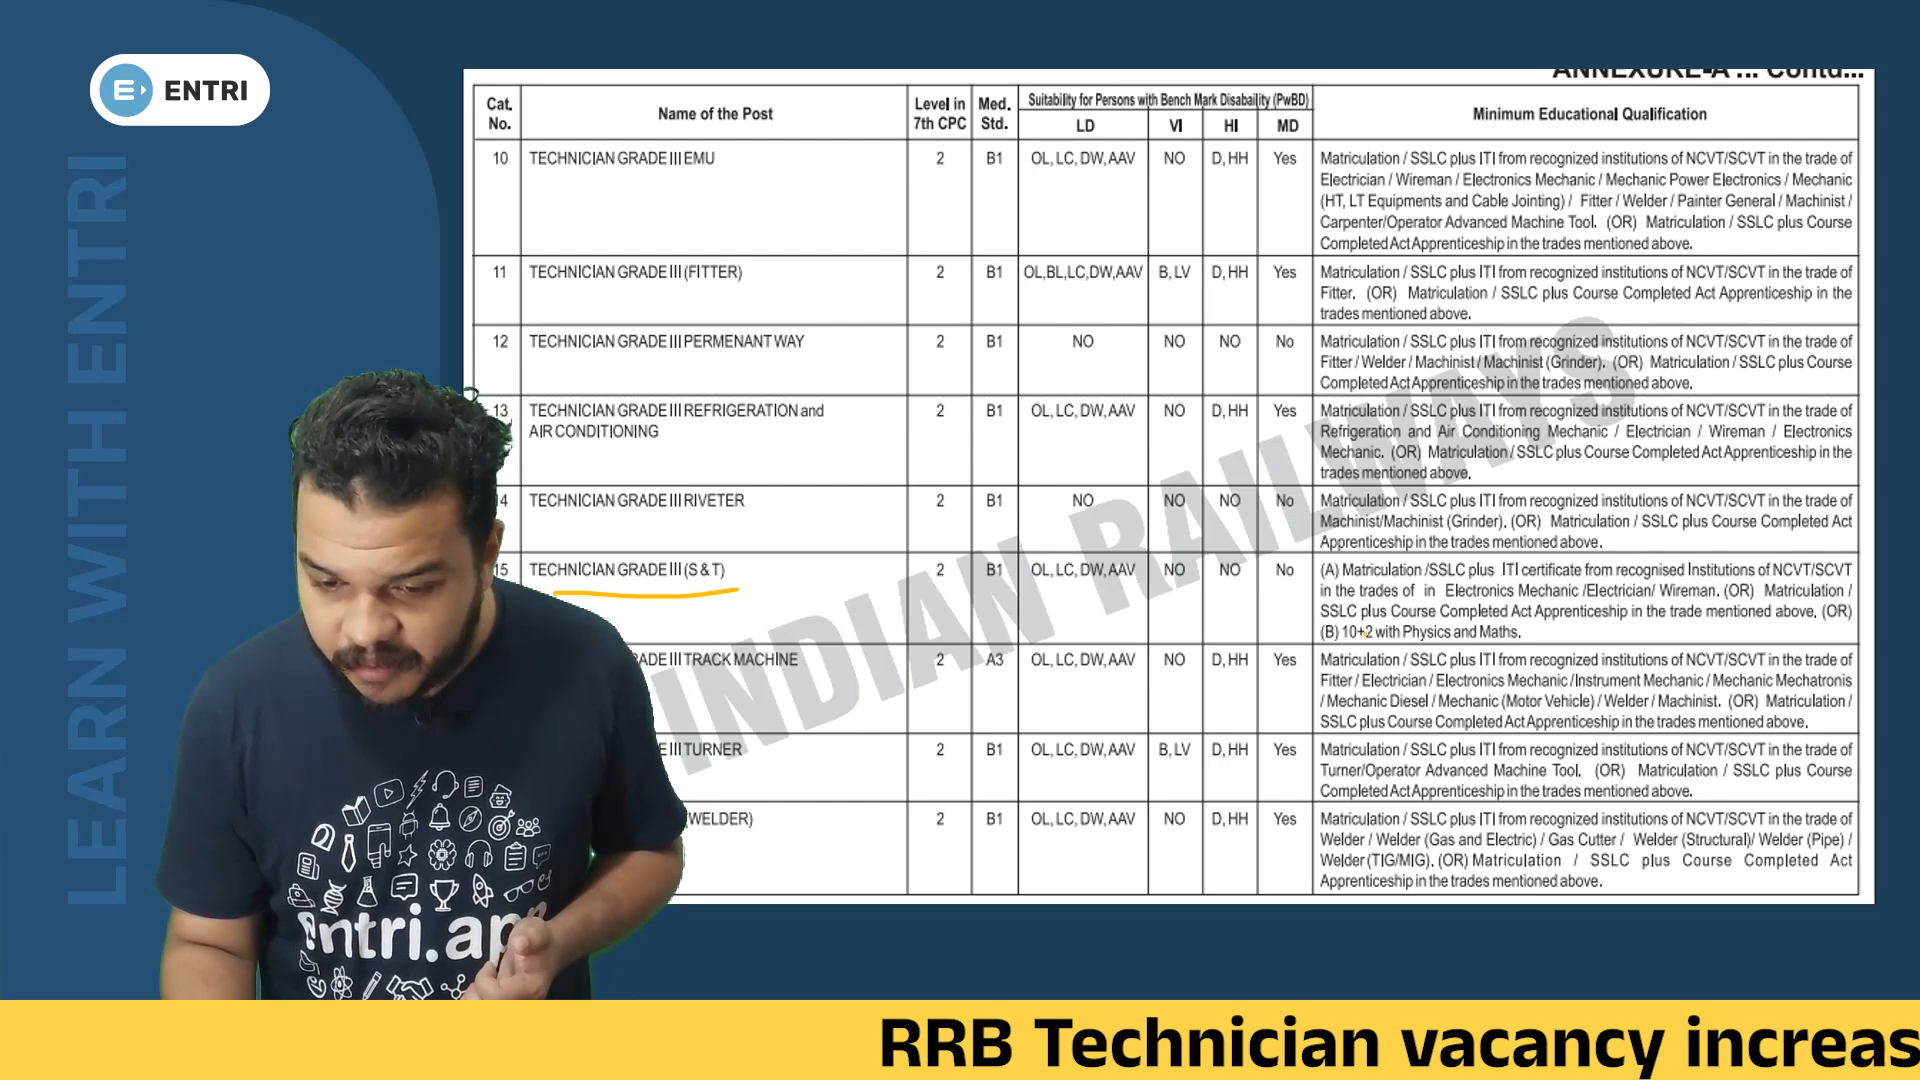 ENTRI
LEARN WITH ENTRI
ANNEXURE-A ... Contd...
Cat. No.
Name of the Post
Level in 7th CPC
Med. Std.
Suitability for Persons with Bench Mark Disabaility (PwBD)
LD
VI
HI
MD
Minimum Educational Qualification
10 TECHNICIAN GRADE III EMU 2 B1 OL, LC, DW, AAV NO D, HH Yes
Matriculation / SSLC plus ITI from recognized institutions of NCVT/SCVT in the trade of
Electrician / Wireman / Electronics Mechanic / Mechanic Power Electronics / Mechanic
(HT, LT Equipments and Cable Jointing) / Fitter / Welder / Painter General / Machinist /
Carpenter/Operator Advanced Machine Tool. (OR) Matriculation / SSLC plus Course
Completed Act Apprenticeship in the trades mentioned above.
11 TECHNICIAN GRADE III (FITTER) 2 B1 OL,BL,LC,DW,AAV B, LV D, HH Yes
Matriculation / SSLC plus ITI from recognized institutions of NCVT/SCVT in the trade of
Fitter. (OR) Matriculation / SSLC plus Course Completed Act Apprenticeship in the
trades mentioned above.
12 TECHNICIAN GRADE III PERMENANT WAY 2 B1 NO NO NO No
Matriculation / SSLC plus ITI from recognized institutions of NCVT/SCVT in the trade of
Fitter / Welder / Machinist / Machinist (Grinder). (OR) Matriculation / SSLC plus Course
Completed Act Apprenticeship in the trades mentioned above.
13 TECHNICIAN GRADE III REFRIGERATION and
AIR CONDITIONING 2 B1 OL, LC, DW, AAV NO D, HH Yes
Matriculation / SSLC plus ITI from recognized institutions of NCVT/SCVT in the trade of
Refrigeration and Air Conditioning Mechanic / Electrician / Wireman / Electronics
Mechanic. (OR) Matriculation / SSLC plus Course Completed Act Apprenticeship in the
trades mentioned above.
4 TECHNICIAN GRADE III RIVETER 2 B1 NO NO NO No
Matriculation / SSLC plus ITI from recognized institutions of NCVT/SCVT in the trade of
Machinist/Machinist (Grinder). (OR) Matriculation / SSLC plus Course Completed Act
Apprenticeship in the trades mentioned above.
15 TECHNICIAN GRADE III (S & T) 2 B1 OL, LC, DW, AAV NO NO No
(A) Matriculation /SSLC plus ITI certificate from recognised Institutions of NCVT/SCVT
in the trades of in Electronics Mechanic /Electrician/ Wireman. (OR) Matriculation /
SSLC plus Course Completed Act Apprenticeship in the trade mentioned above. (OR)
(B) 10+2 with Physics and Maths.
ADE III TRACK MACHINE 2 A3 OL, LC, DW, AAV NO D, HH Yes
Matriculation / SSLC plus ITI from recognized institutions of NCVT/SCVT in the trade of
Fitter / Electrician / Electronics Mechanic /Instrument Mechanic / Mechanic Mechatronis
/ Mechanic Diesel / Mechanic (Motor Vehicle) / Welder / Machinist. (OR) Matriculation /
SSLC plus Course Completed Act Apprenticeship in the trades mentioned above.
E III TURNER 2 B1 OL, LC, DW, AAV B, LV D, HH Yes
Matriculation / SSLC plus ITI from recognized institutions of NCVT/SCVT in the trade of
Turner/Operator Advanced Machine Tool. (OR) Matriculation / SSLC plus Course
Completed Act Apprenticeship in the trades mentioned above.
(WELDER) 2 B1 OL, LC, DW, AAV NO D, HH Yes
Matriculation / SSLC plus ITI from recognized institutions of NCVT/SCVT in the trade of
Welder / Welder (Gas and Electric) / Gas Cutter / Welder (Structural)/ Welder (Pipe) /
Welder (TIG/MIG). (OR) Matriculation / SSLC plus Course Completed Act
Apprenticeship in the trades mentioned above.
INDIAN RAILWAYS
entri.app
RRB Technician vacancy increas